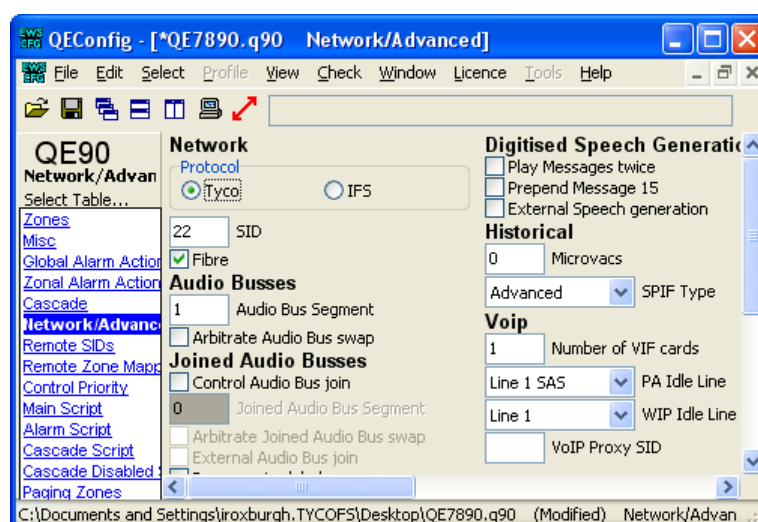 QEConfig - [*QE7890.q90 Network/Advanced]
File Edit Select Profile View Check Window Licence Tools Help
QE90
Network/Advan
Select Table...
Zones
Misc
Global Alarm Action
Zonal Alarm Action
Cascade
Network/Advance
Remote SIDs
Remote Zone Mapp
Control Priority
Main Script
Alarm Script
Cascade Script
Cascade Disabled S
Paging Zones
Network
Protocol
Tyco IFS
22 SID
Fibre
Audio Busses
1 Audio Bus Segment
Arbitrate Audio Bus swap
Joined Audio Busses
Control Audio Bus join
0 Joined Audio Bus Segment
Arbitrate Joined Audio Bus swap
External Audio Bus join
Digitised Speech Generatio
Play Messages twice
Prepend Message 15
External Speech generation
Historical
0 Microvacs
Advanced SPIF Type
Voip
1 Number of VIF cards
Line 1 SAS PA Idle Line
Line 1 WIP Idle Line
VoIP Proxy SID
C:\Documents and Settings\iroxburgh.TYCOFS\Desktop\QE7890.q90 (Modified) Network/Advan